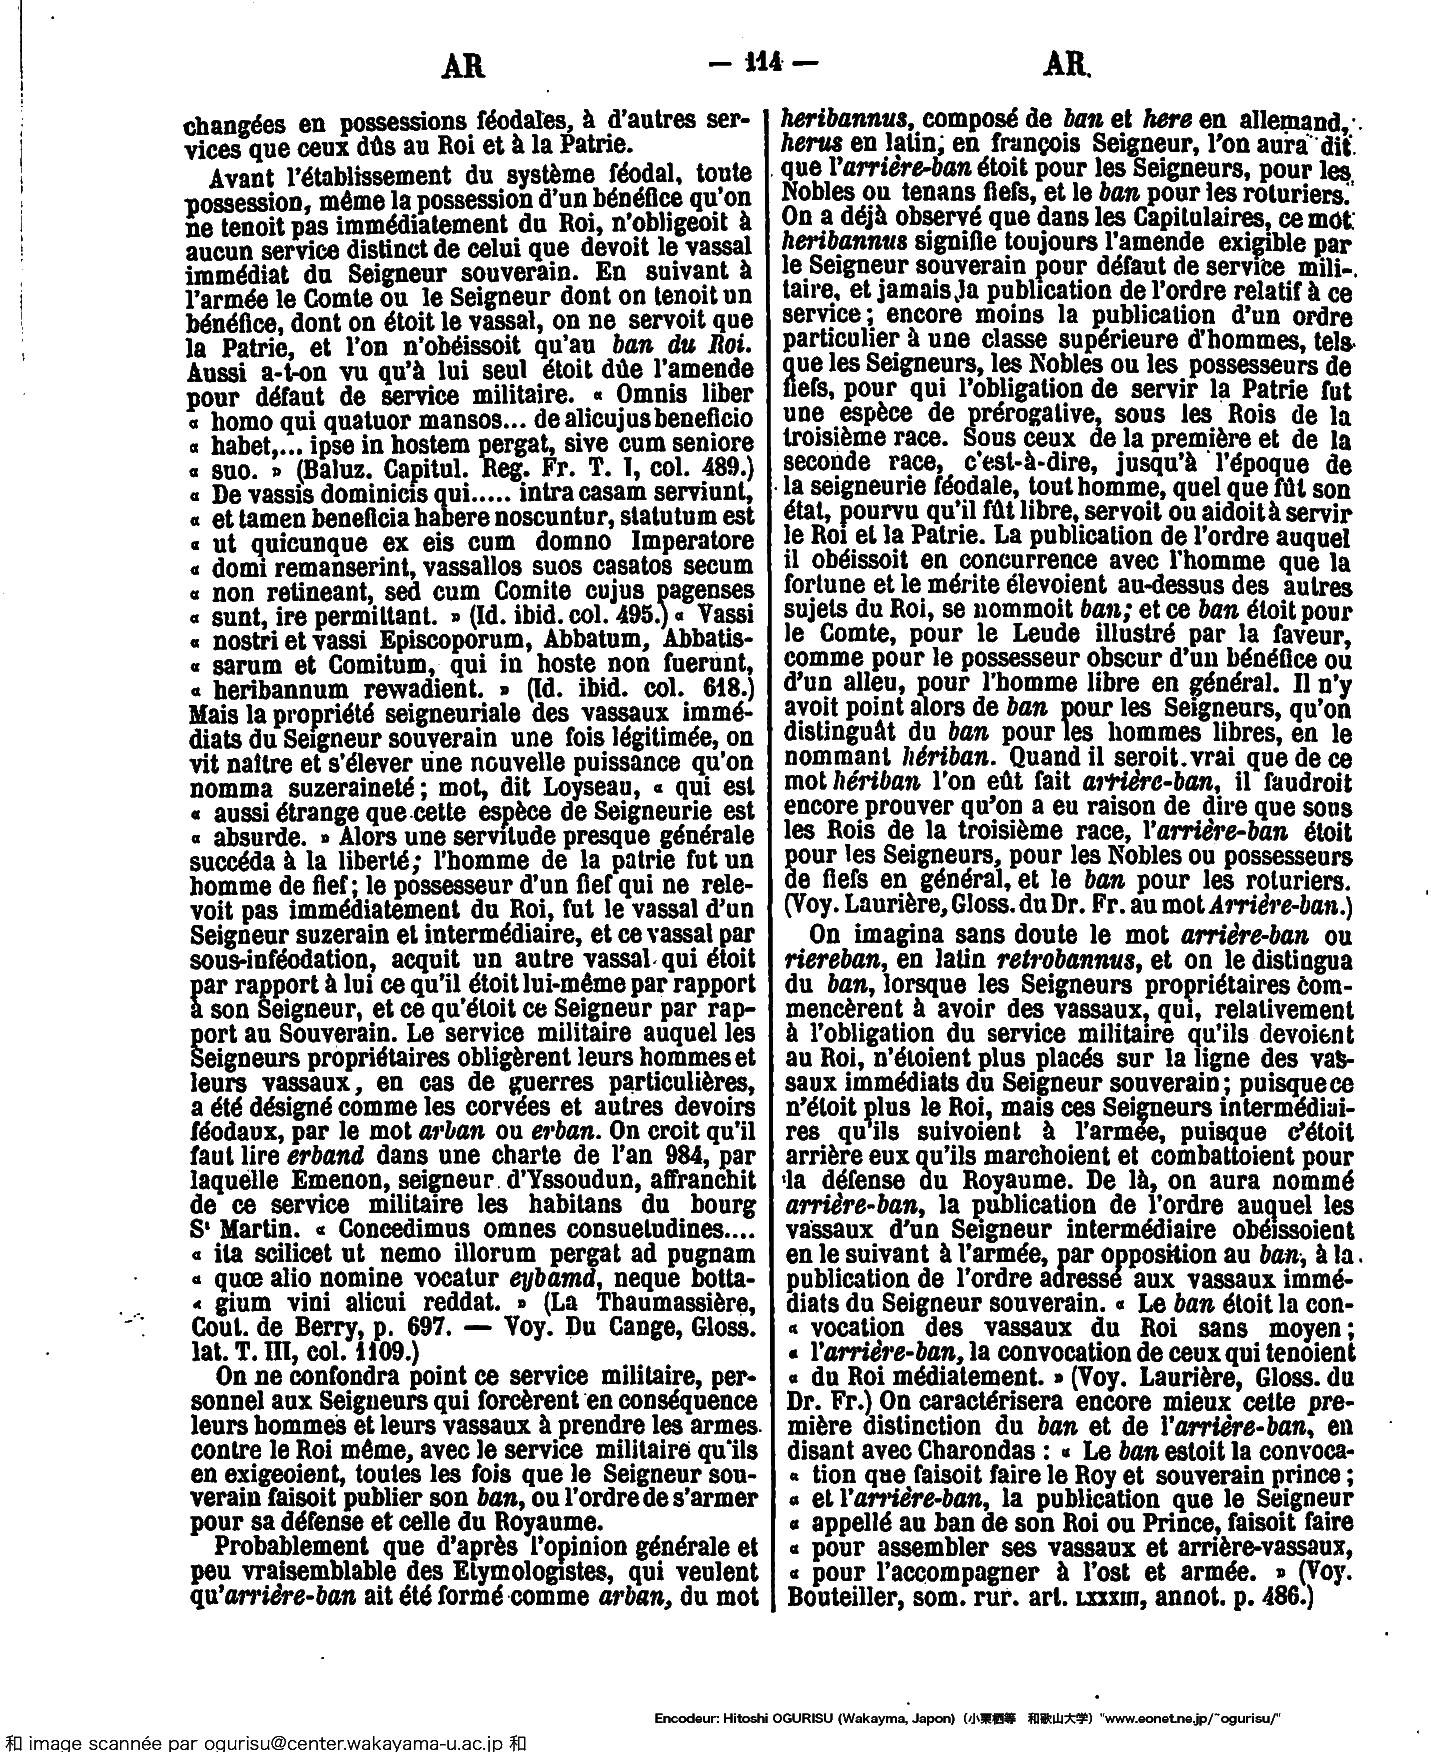 AR
— 114 —
AR.
changées en possessions féodales, à d'autres ser-
vices que ceux dûs au Roi et à la Patrie.
Avant l'établissement du système féodal, toute
possession, même la possession d'un bénéfice qu'on
ne tenoit pas immédiatement du Roi, n'obligeoit à
aucun service distinct de celui que devoit le vassal
immédiat du Seigneur souverain. En suivant à
l'armée le Comte ou le Seigneur dont on tenoit un
bénéfice, dont on étoit le vassal, on ne servoit que
la Patrie, et l'on n'obéissoit qu'au ban du Roi.
Aussi a-t-on vu qu'à lui seul étoit dûe l'amende
pour défaut de service militaire. « Omnis liber
« homo qui quatuor mansos... de alicujus beneficio
« habet,... ipse in hostem pergat, sive cum seniore
« suo. » (Baluz. Capitul. Reg. Fr. T. I, col. 489.)
« De vassis dominicis qui..... intra casam serviunt,
« et tamen beneficia habere noscuntur, statutum est
« ut quicunque ex eis cum domno Imperatore
« domi remanserint, vassallos suos casatos secum
« non retineant, sed cum Comite cujus pagenses
« sunt, ire permittant. » (Id. ibid. col. 495.) « Vassi
« nostri et vassi Episcoporum, Abbatum, Abbatis-
« sarum et Comitum, qui in hoste non fuerunt,
« heribannum rewadient. » (Id. ibid. col. 618.)
Mais la propriété seigneuriale des vassaux immé-
diats du Seigneur souverain une fois légitimée, on
vit naître et s'élever une nouvelle puissance qu'on
nomma suzeraineté ; mot, dit Loyseau, « qui est
« aussi étrange que cette espèce de Seigneurie est
« absurde. » Alors une servitude presque générale
succéda à la liberté; l'homme de la patrie fut un
homme de fief ; le possesseur d'un fief qui ne rele-
voit pas immédiatement du Roi, fut le vassal d'un
Seigneur suzerain et intermédiaire, et ce vassal par
sous-inféodation, acquit un autre vassal qui étoit
par rapport à lui ce qu'il étoit lui-même par rapport
à son Seigneur, et ce qu'étoit ce Seigneur par rap-
port au Souverain. Le service militaire auquel les
Seigneurs propriétaires obligèrent leurs hommes et
leurs vassaux, en cas de guerres particulières,
a été désigné comme les corvées et autres devoirs
féodaux, par le mot arban ou erban. On croit qu'il
faut lire erband dans une charte de l'an 984, par
laquelle Emenon, seigneur d'Yssoudun, affranchit
de ce service militaire les habitans du bourg
St Martin. « Concedimus omnes consuetudines....
« ita scilicet ut nemo illorum pergat ad pugnam
« quœ alio nomine vocatur eybamd, neque botta-
« gium vini alicui reddat. » (La Thaumassière,
Cout. de Berry, p. 697. — Voy. Du Cange, Gloss.
lat. T. III, col. 1109.)
On ne confondra point ce service militaire, per-
sonnel aux Seigneurs qui forcèrent en conséquence
leurs hommes et leurs vassaux à prendre les armes
contre le Roi même, avec le service militaire qu'ils
en exigeoient, toutes les fois que le Seigneur sou-
verain faisoit publier son ban, ou l'ordre de s'armer
pour sa défense et celle du Royaume.
Probablement que d'après l'opinion générale et
peu vraisemblable des Etymologistes, qui veulent
qu'arrière-ban ait été formé comme arban, du mot
heribannus, composé de ban et here en allemand,
herus en latin, en françois Seigneur, l'on aura dit
que l'arrière-ban étoit pour les Seigneurs, pour les
Nobles ou tenans fiefs, et le ban pour les roturiers.
On a déjà observé que dans les Capitulaires, ce mot
heribannus signifie toujours l'amende exigible par
le Seigneur souverain pour défaut de service mili-
taire, et jamais la publication de l'ordre relatif à ce
service ; encore moins la publication d'un ordre
particulier à une classe supérieure d'hommes, tels
que les Seigneurs, les Nobles ou les possesseurs de
fiefs, pour qui l'obligation de servir la Patrie fut
une espèce de prérogative, sous les Rois de la
troisième race. Sous ceux de la première et de la
seconde race, c'est-à-dire, jusqu'à l'époque de
la seigneurie féodale, tout homme, quel que fût son
état, pourvu qu'il fût libre, servoit ou aidoit à servir
le Roi et la Patrie. La publication de l'ordre auquel
il obéissoit en concurrence avec l'homme que la
fortune et le mérite élevoient au-dessus des autres
sujets du Roi, se nommoit ban; et ce ban étoit pour
le Comte, pour le Leude illustré par la faveur,
comme pour le possesseur obscur d'un bénéfice ou
d'un alleu, pour l'homme libre en général. Il n'y
avoit point alors de ban pour les Seigneurs, qu'on
distinguât du ban pour les hommes libres, en le
nommant hériban. Quand il seroit vrai que de ce
mot hériban l'on eût fait arrière-ban, il faudroit
encore prouver qu'on a eu raison de dire que sous
les Rois de la troisième race, l'arrière-ban étoit
pour les Seigneurs, pour les Nobles ou possesseurs
de fiefs en général, et le ban pour les roturiers.
(Voy. Laurière, Gloss. du Dr. Fr. au mot Arrière-ban.)
On imagina sans doute le mot arrière-ban ou
riereban, en latin retrobannus, et on le distingua
du ban, lorsque les Seigneurs propriétaires com-
mencèrent à avoir des vassaux, qui, relativement
à l'obligation du service militaire qu'ils devoient
au Roi, n'étoient plus placés sur la ligne des vas-
saux immédiats du Seigneur souverain ; puisque ce
n'étoit plus le Roi, mais ces Seigneurs intermédiai-
res qu'ils suivoient à l'armée, puisque c'étoit
arrière eux qu'ils marchoient et combattoient pour
la défense du Royaume. De là, on aura nommé
arrière-ban, la publication de l'ordre auquel les
vassaux d'un Seigneur intermédiaire obéissoient
en le suivant à l'armée, par opposition au ban, à la
publication de l'ordre adressé aux vassaux immé-
diats du Seigneur souverain. « Le ban étoit la con-
« vocation des vassaux du Roi sans moyen ;
« l'arrière-ban, la convocation de ceux qui tenoient
« du Roi médiatement. » (Voy. Laurière, Gloss. du
Dr. Fr.) On caractérisera encore mieux cette pre-
mière distinction du ban et de l'arrière-ban, en
disant avec Charondas : « Le ban estoit la convoca-
« tion que faisoit faire le Roy et souverain prince ;
« et l'arrière-ban, la publication que le Seigneur
« appellé au ban de son Roi ou Prince, faisoit faire
« pour assembler ses vassaux et arrière-vassaux,
« pour l'accompagner à l'ost et armée. » (Voy.
Bouteiller, som. rur. art. LXXXIII, annot. p. 486.)
Encodeur: Hitoshi OGURISU (Wakayma, Japon) (小栗栖等 和歌山大学) "www.eonet.ne.jp/~ogurisu/"
和 image scannée par ogurisu@center.wakayama-u.ac.jp 和